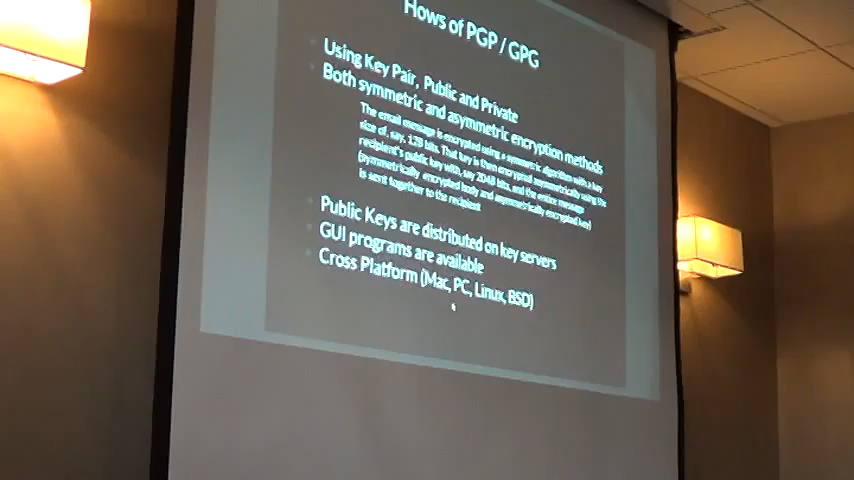 Hows of PGP / GPG
Using Key Pair, Public and Private
Both symmetric and asymmetric encryption methods
The email message is encrypted using a symmetric algorithm with a key
size of, say, 128 bits. That key is then encrypted asymmetrically using the
recipient's public key with, say 2048 bits, and the entire message
(symmetrically encrypted body and asymmetrically encrypted key)
is sent together to the recipient
Public Keys are distributed on key servers
GUI programs are available
Cross Platform (Mac, PC, Linux, BSD)